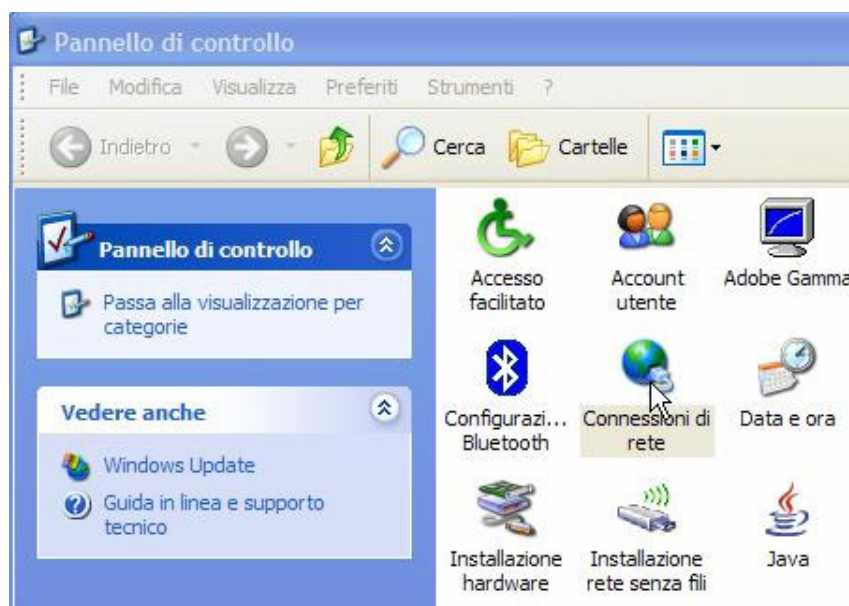 Pannello di controllo
File Modifica Visualizza Preferiti Strumenti ?
Indietro Cerca Cartelle
Pannello di controllo
Passa alla visualizzazione per
categorie
Vedere anche
Windows Update
Guida in linea e supporto
tecnico
Accesso
facilitato
Account
utente
Adobe Gamma
Configurazi...
Bluetooth
Connessioni di
rete
Data e ora
Installazione
hardware
Installazione
rete senza fili
Java